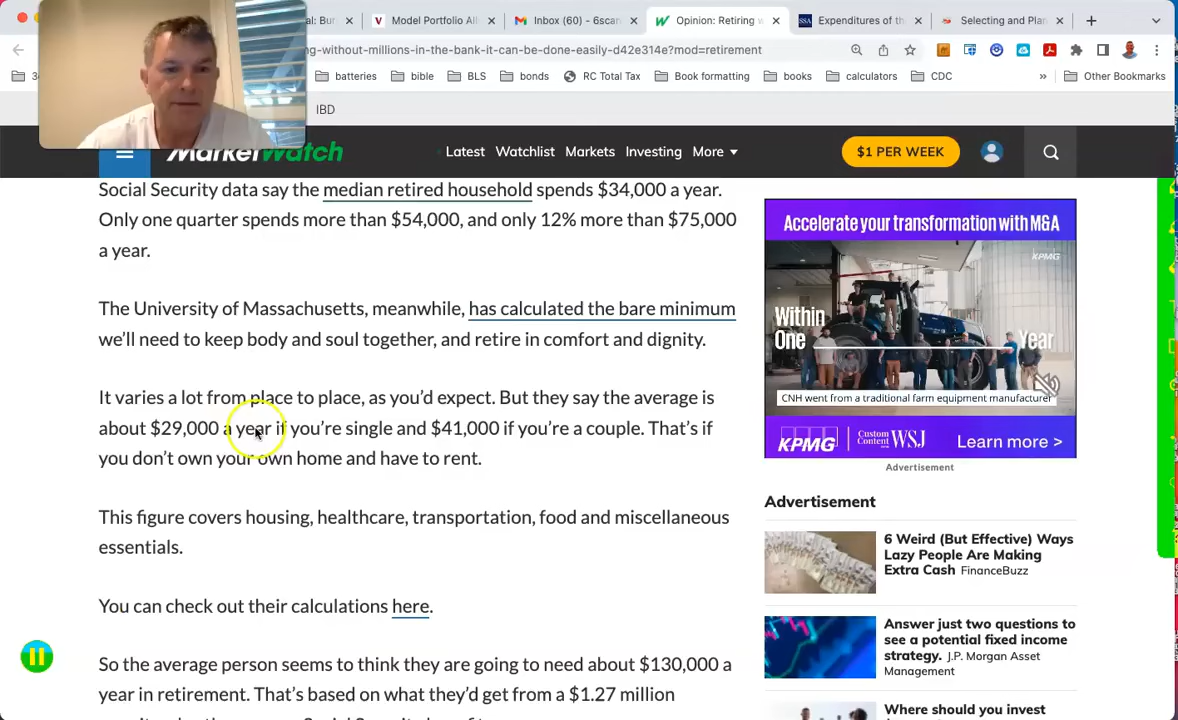 Model Portfolio All
Inbox (60) - 6scan
Opinion: Retiring w
Expenditures of the
Selecting and Plan
g-without-millions-in-the-bank-it-can-be-done-easily-d42e314e?mod=retirement
batteries
bible
BLS
bonds
RC Total Tax
Book formatting
books
calculators
CDC
»
Other Bookmarks
IBD
MarketWatch
Latest
Watchlist
Markets
Investing
More
$1 PER WEEK
Social Security data say the median retired household spends $34,000 a year.
Only one quarter spends more than $54,000, and only 12% more than $75,000
a year.
The University of Massachusetts, meanwhile, has calculated the bare minimum
we’ll need to keep body and soul together, and retire in comfort and dignity.
It varies a lot from place to place, as you’d expect. But they say the average is
about $29,000 a year if you’re single and $41,000 if you’re a couple. That’s if
you don’t own your own home and have to rent.
This figure covers housing, healthcare, transportation, food and miscellaneous
essentials.
You can check out their calculations here.
So the average person seems to think they are going to need about $130,000 a
year in retirement. That’s based on what they’d get from a $1.27 million
Accelerate your transformation with M&A
KPMG
Within
One
Year
CNH went from a traditional farm equipment manufacturer
KPMG
Custom
Content
WSJ
Learn more >
Advertisement
Advertisement
6 Weird (But Effective) Ways
Lazy People Are Making
Extra Cash FinanceBuzz
Answer just two questions to
see a potential fixed income
strategy. J.P. Morgan Asset
Management
Where should you invest